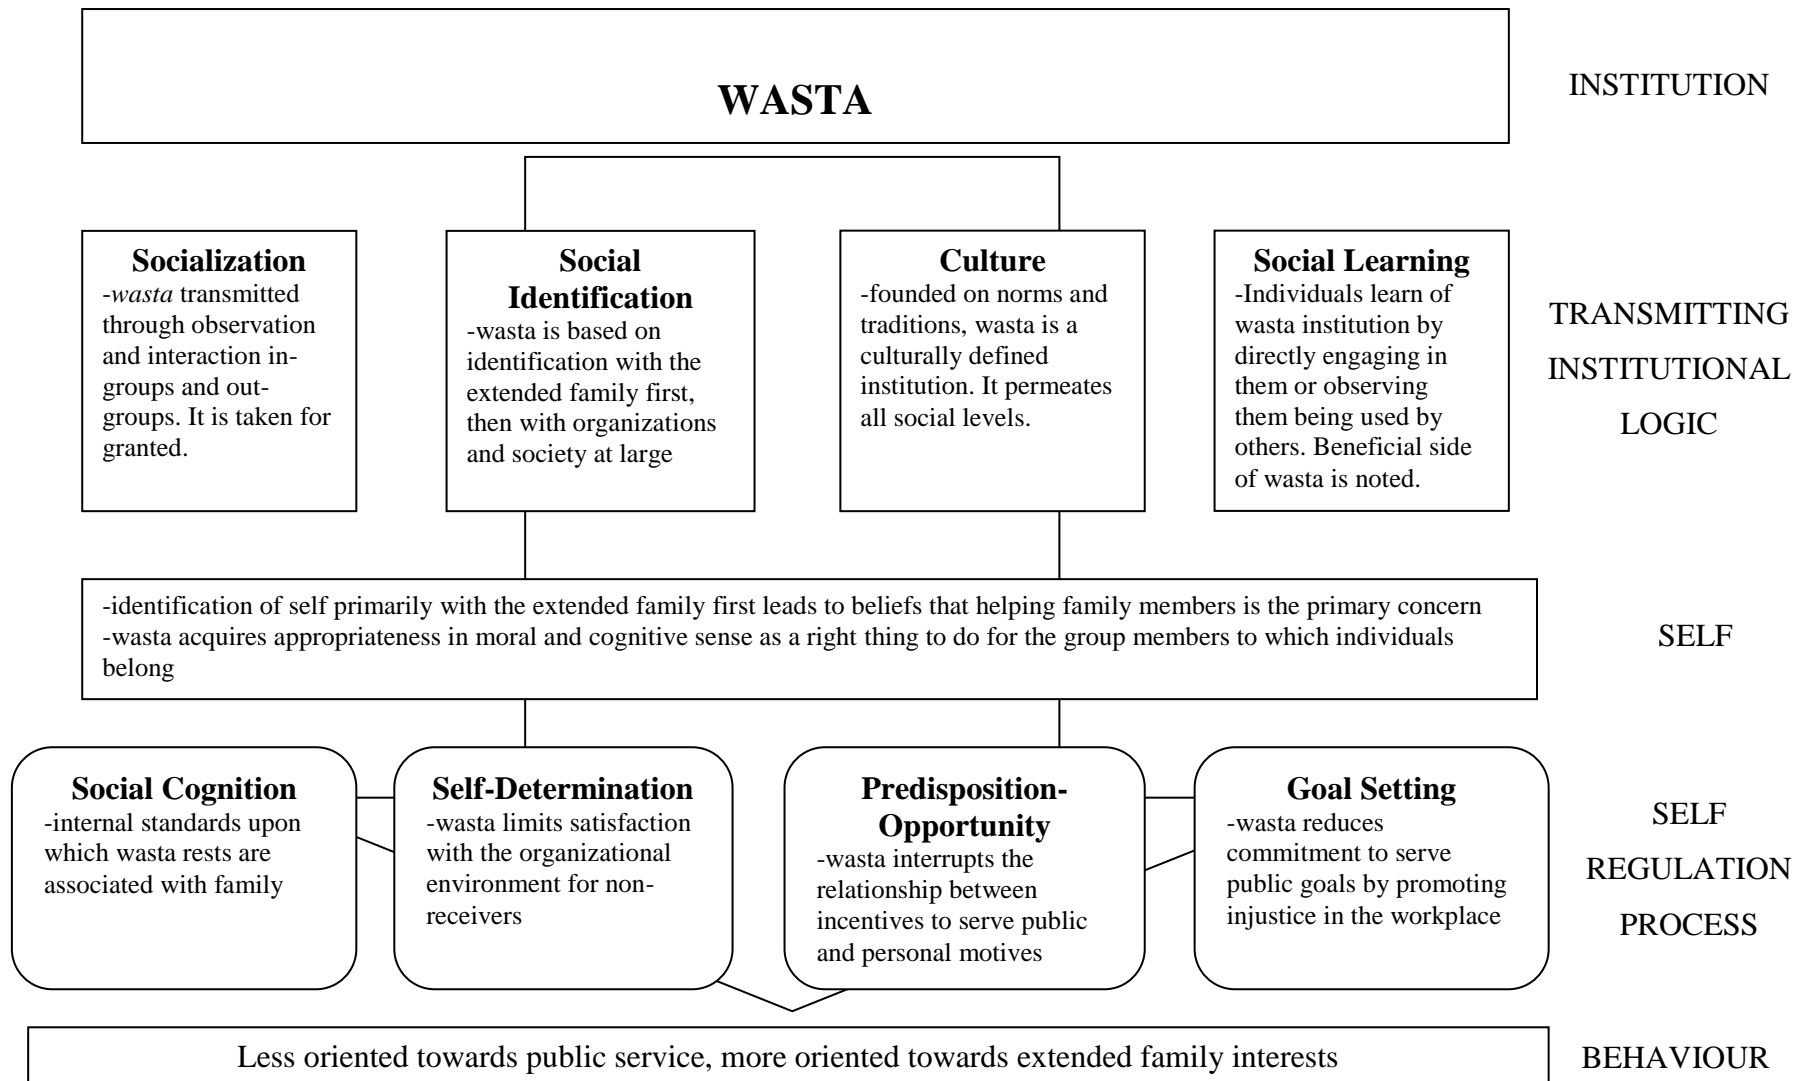 WASTA
INSTITUTION
Socialization
-wasta transmitted
through observation
and interaction in-
groups and out-
groups. It is taken for
granted.
Social
Identification
-wasta is based on
identification with the
extended family first,
then with organizations
and society at large
Culture
-founded on norms and
traditions, wasta is a
culturally defined
institution. It permeates
all social levels.
Social Learning
-Individuals learn of
wasta institution by
directly engaging in
them or observing
them being used by
others. Beneficial side
of wasta is noted.
TRANSMITTING
INSTITUTIONAL
LOGIC
-identification of self primarily with the extended family first leads to beliefs that helping family members is the primary concern
-wasta acquires appropriateness in moral and cognitive sense as a right thing to do for the group members to which individuals
belong
SELF
Social Cognition
-internal standards upon
which wasta rests are
associated with family
Self-Determination
-wasta limits satisfaction
with the organizational
environment for non-
receivers
Predisposition-
Opportunity
-wasta interrupts the
relationship between
incentives to serve public
and personal motives
Goal Setting
-wasta reduces
commitment to serve
public goals by promoting
injustice in the workplace
SELF
REGULATION
PROCESS
Less oriented towards public service, more oriented towards extended family interests
BEHAVIOUR